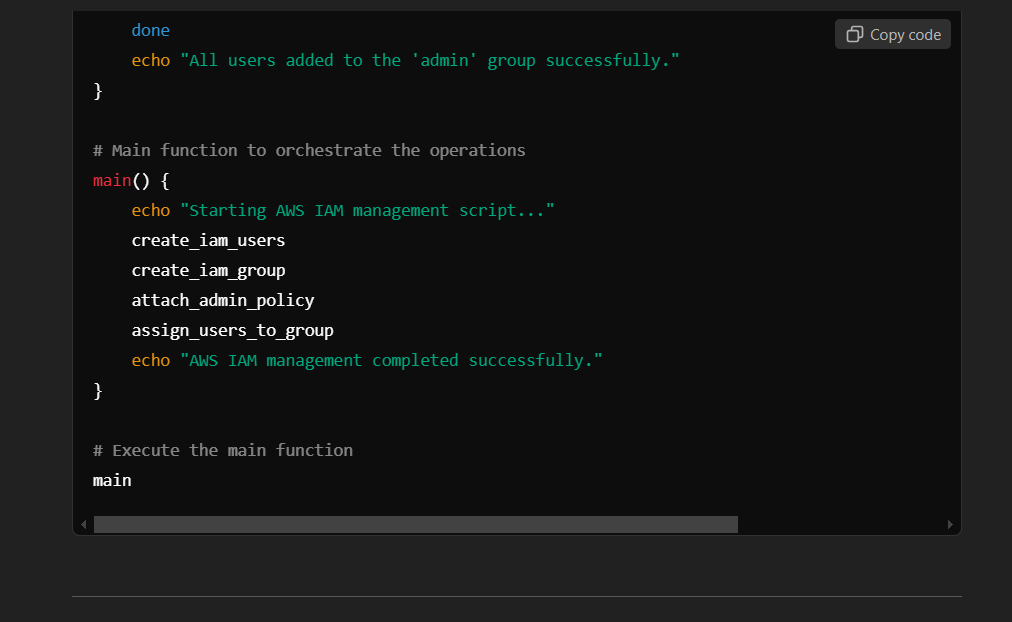 done
Copy code
echo "All users added to the 'admin' group successfully."
}
# Main function to orchestrate the operations
main() {
echo "Starting AWS IAM management script..."
create_iam_users
create_iam_group
attach_admin_policy
assign_users_to_group
echo "AWS IAM management completed successfully."
}
# Execute the main function
main